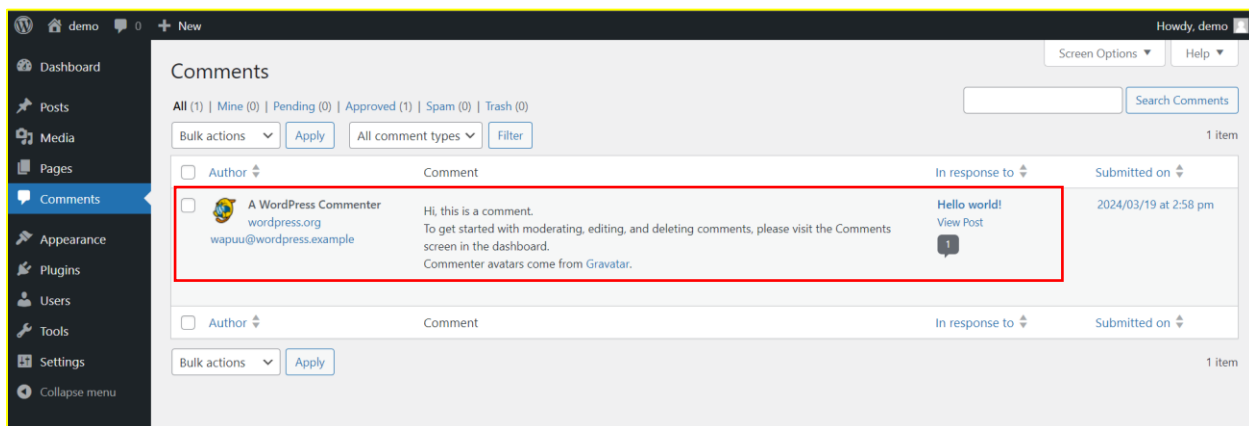 demo 0 New Howdy, demo
Screen Options Help
Dashboard
Posts
Media
Pages
Comments
Appearance
Plugins
Users
Tools
Settings
Collapse menu
Comments
All (1) | Mine (0) | Pending (0) | Approved (1) | Spam (0) | Trash (0)
Search Comments
Bulk actions Apply All comment types Filter 1 item
Author Comment In response to Submitted on
A WordPress Commenter
wordpress.org
wapuu@wordpress.example
Hi, this is a comment.
To get started with moderating, editing, and deleting comments, please visit the Comments
screen in the dashboard.
Commenter avatars come from Gravatar.
Hello world!
View Post
1
2024/03/19 at 2:58 pm
Author Comment In response to Submitted on
Bulk actions Apply 1 item